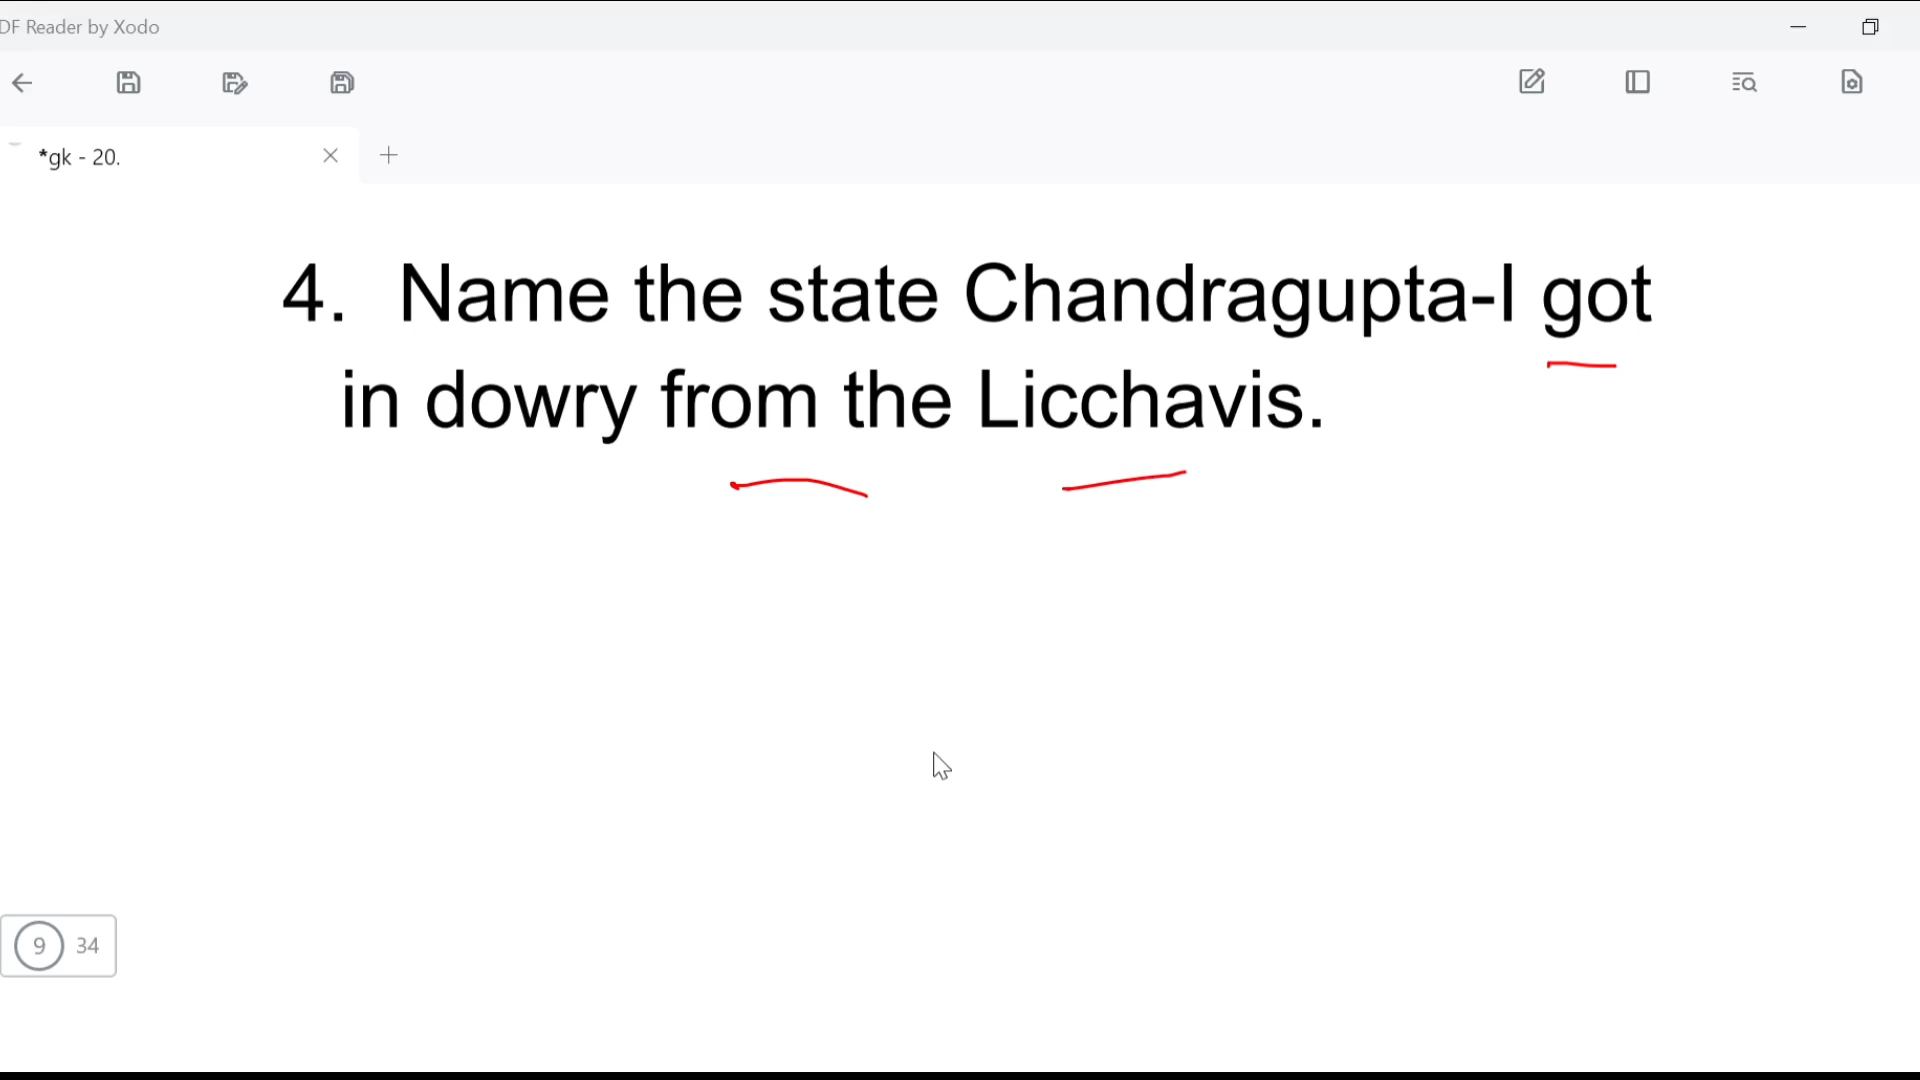 DF Reader by Xodo
*gk - 20.
4. Name the state Chandragupta-I got
in dowry from the Licchavis.
9 34